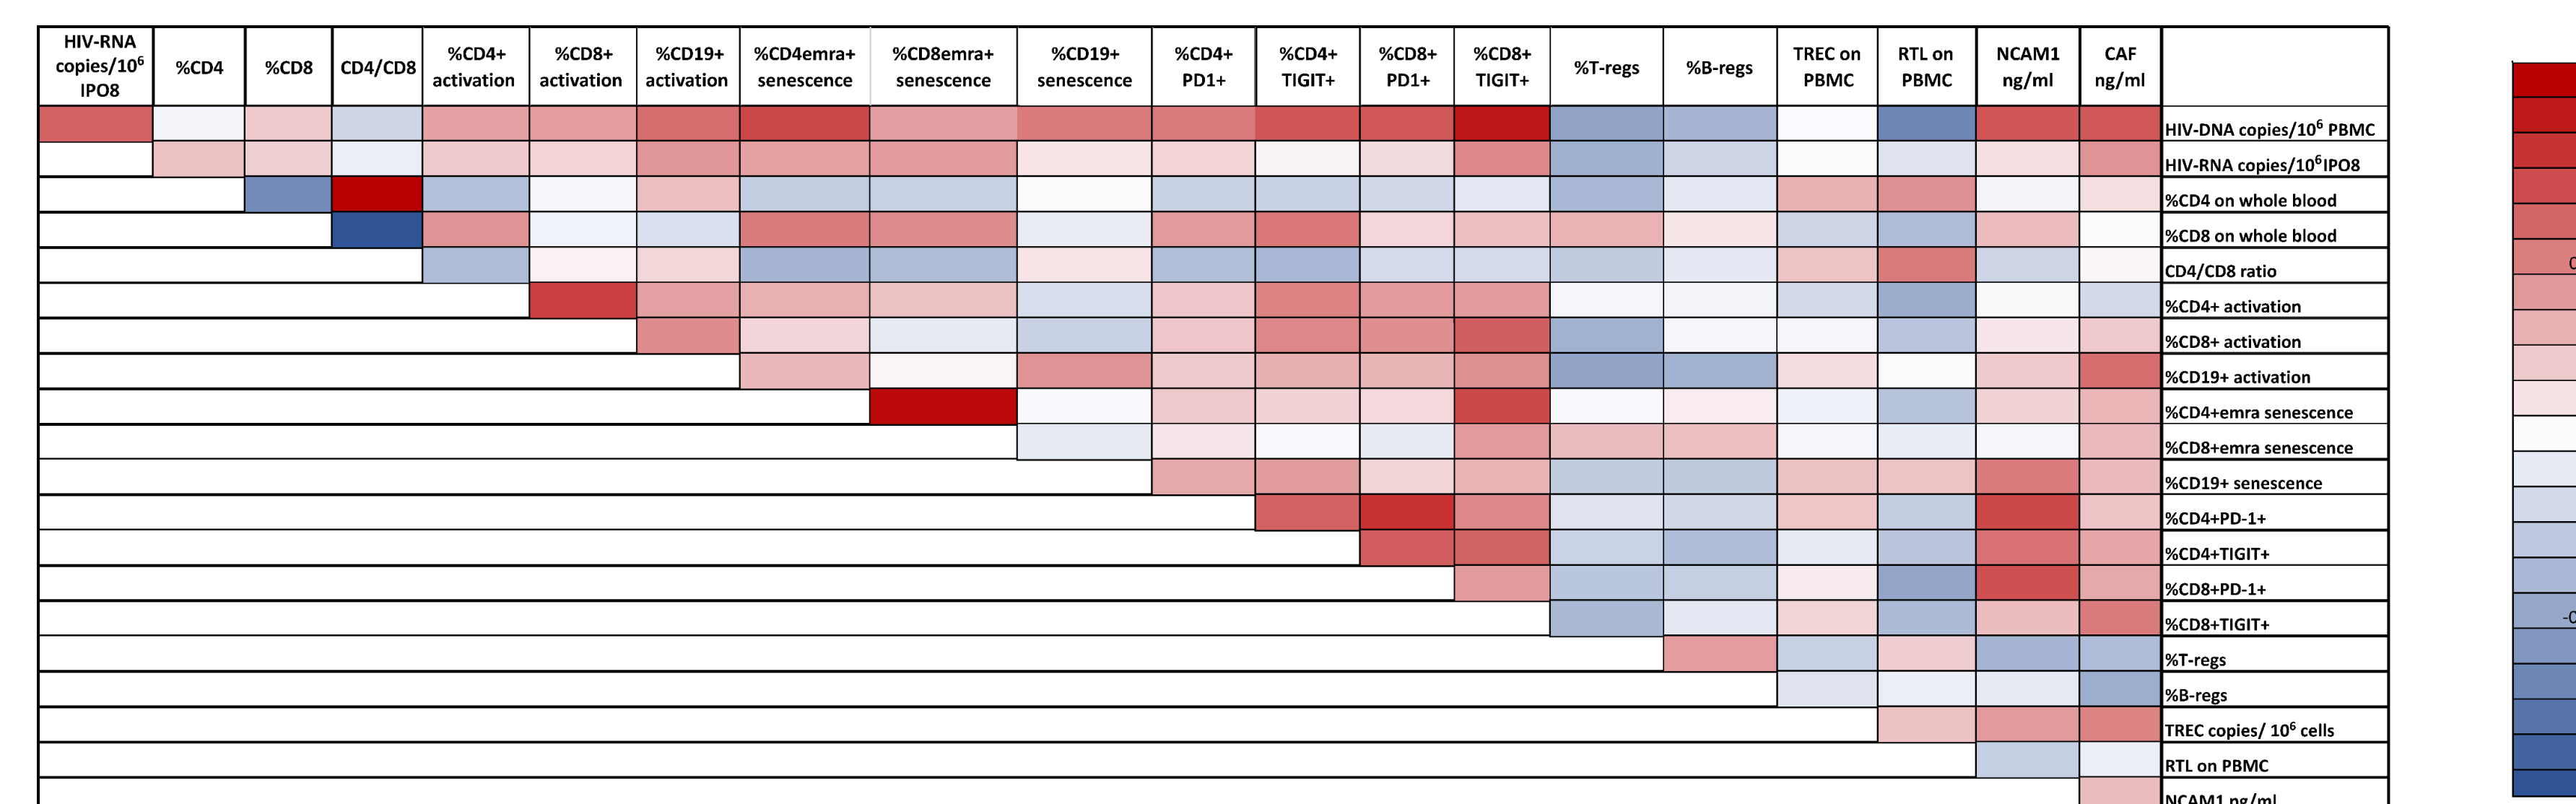 HIV-RNA
copies/10⁶
IPO8
%CD4
%CD8
CD4/CD8
%CD4+
activation
%CD8+
activation
%CD19+
activation
%CD4emra+
senescence
%CD8emra+
senescence
%CD19+
senescence
%CD4+
PD1+
%CD4+
TIGIT+
%CD8+
PD1+
%CD8+
TIGIT+
%T-regs
%B-regs
TREC on
PBMC
RTL on
PBMC
NCAM1
ng/ml
CAF
ng/ml
HIV-DNA copies/10⁶ PBMC
HIV-RNA copies/10⁶IPO8
%CD4 on whole blood
%CD8 on whole blood
CD4/CD8 ratio
%CD4+ activation
%CD8+ activation
%CD19+ activation
%CD4+emra senescence
%CD8+emra senescence
%CD19+ senescence
%CD4+PD-1+
%CD4+TIGIT+
%CD8+PD-1+
%CD8+TIGIT+
%T-regs
%B-regs
TREC copies/ 10⁶ cells
RTL on PBMC
NCAM1 ng/ml